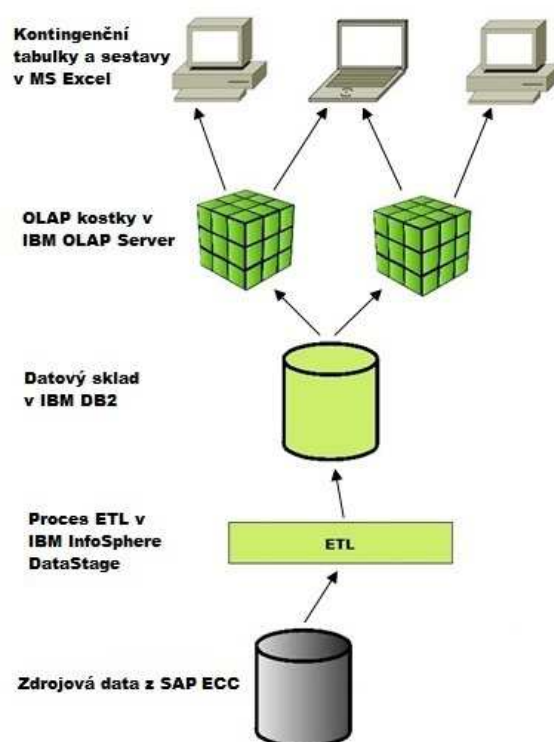 Kontingenční
tabulky a sestavy
v MS Excel
OLAP kostky v
IBM OLAP Server
Datový sklad
v IBM DB2
Proces ETL v
IBM InfoSphere
DataStage
ETL
Zdrojová data z SAP ECC